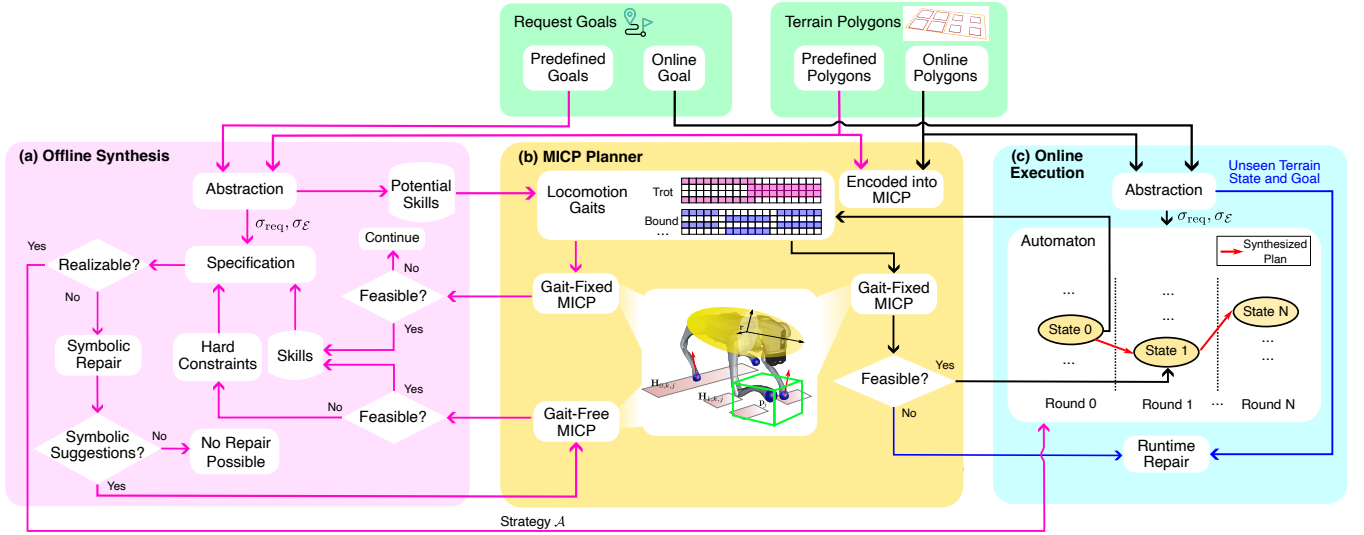 Request Goals
Predefined
Goals
Online
Goal
Terrain Polygons
Predefined
Polygons
Online
Polygons
(a) Offline Synthesis
Abstraction
Potential
Skills
σ_req, σ_ℰ
Continue
Yes
Realizable?
Specification
No
Feasible?
No
Yes
Symbolic
Repair
Hard
Constraints
Skills
Yes
No
Feasible?
Symbolic
Suggestions?
No
No Repair
Possible
Yes
Strategy 𝒜
(b) MICP Planner
Locomotion
Gaits
Trot
Bound
...
Encoded into
MICP
Gait-Fixed
MICP
Gait-Fixed
MICP
r
H_{i,k,j}
P_j
Gait-Free
MICP
Feasible?
Yes
No
(c) Online
Execution
Unseen Terrain
State and Goal
Abstraction
σ_req, σ_ℰ
Automaton
Synthesized
Plan
...
...
...
State 0
State 1
State N
...
...
...
Round 0
Round 1
...
Round N
Runtime
Repair